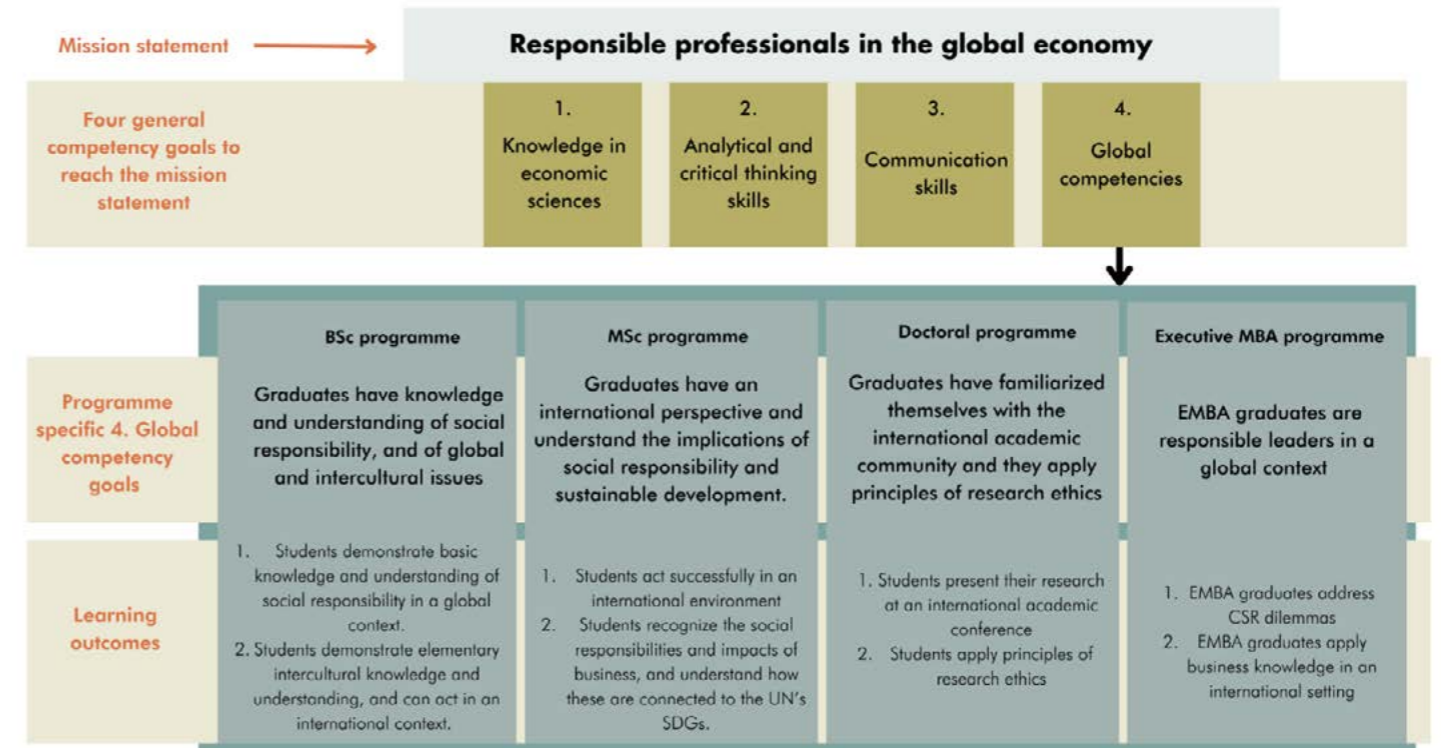 Mission statement
Responsible professionals in the global economy
Four general
competency goals to
reach the mission
statement
1.
Knowledge in
economic
sciences
2.
Analytical and
critical thinking
skills
3.
Communication
skills
4.
Global
competencies
Programme
specific 4. Global
competency
goals
Learning
outcomes
BSc programme
Graduates have knowledge
and understanding of social
responsibility, and of global
and intercultural issues
1. Students demonstrate basic
knowledge and understanding of
social responsibility in a global
context.
2. Students demonstrate elementary
intercultural knowledge and
understanding, and can act in an
international context.
MSc programme
Graduates have an
international perspective and
understand the implications of
social responsibility and
sustainable development.
1. Students act successfully in an
international environment
2. Students recognize the social
responsibilities and impacts of
business, and understand how
these are connected to the UN's
SDGs.
Doctoral programme
Graduates have familiarized
themselves with the
international academic
community and they apply
principles of research ethics
1. Students present their research
at an international academic
conference
2. Students apply principles of
research ethics
Executive MBA programme
EMBA graduates are
responsible leaders in a
global context
1. EMBA graduates address
CSR dilemmas
2. EMBA graduates apply
business knowledge in an
international setting